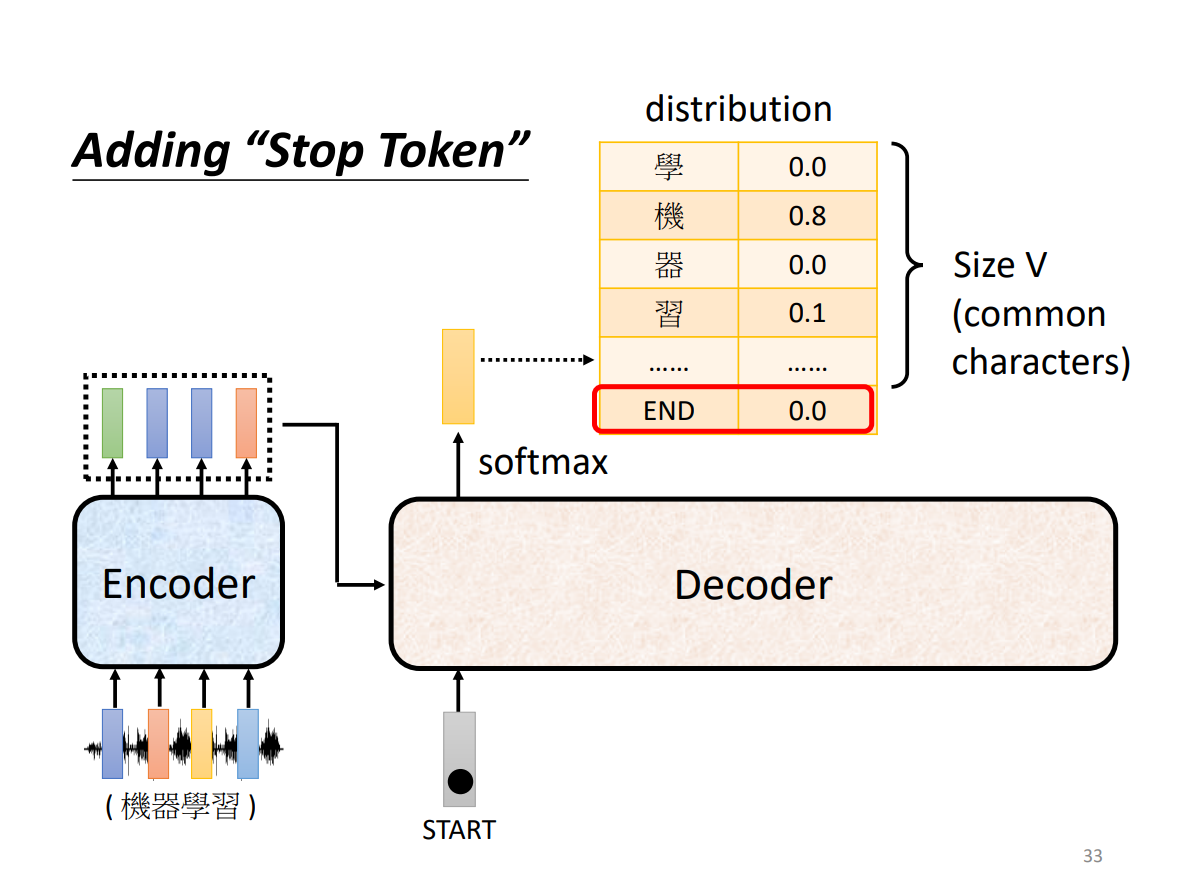 Adding “Stop Token”
distribution
學 0.0
機 0.8
器 0.0
習 0.1
…… ……
END 0.0
Size V
(common
characters)
softmax
Encoder
Decoder
( 機器學習 )
START
33